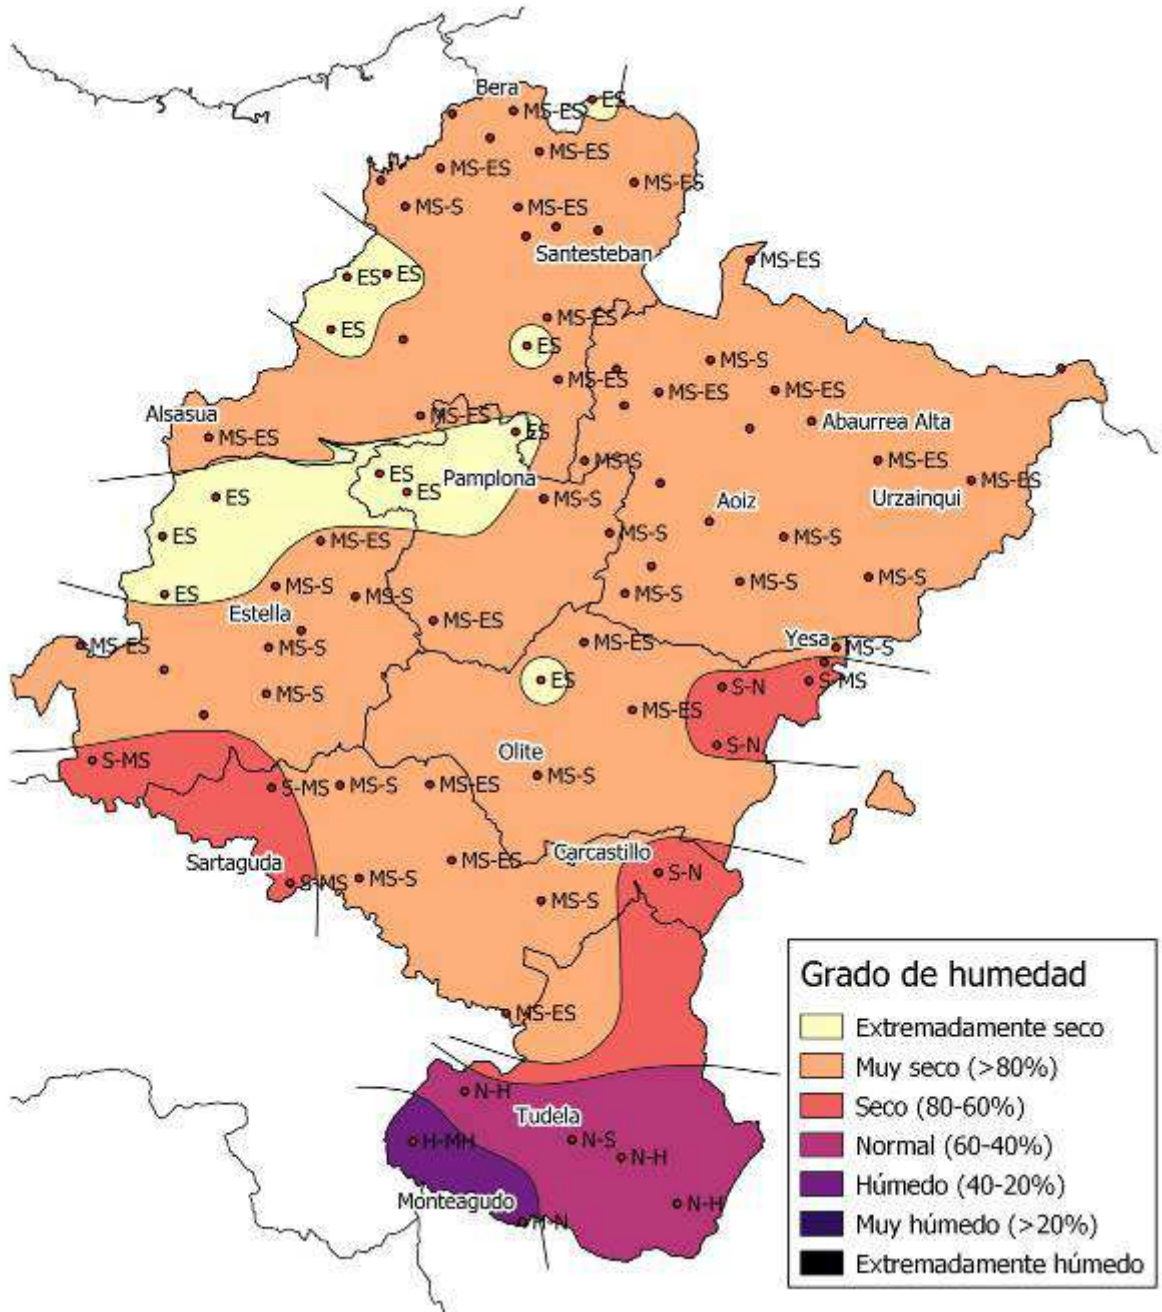 Bera
ES
MS-ES
MS-ES
MS-ES
MS-ES
MS-S
MS-ES
Santesteban
MS-ES
ES
ES
MS-ES
ES
ES
MS-S
MS-ES
MS-ES
MS-ES
Alsasua
MS-ES
Abaurrea Alta
ES
MS-ES
MS-S
MS-ES
ES
Pamplona
MS-ES
ES
ES
MS-S
Aoiz
Urzainqui
ES
MS-ES
MS-S
MS-S
ES
MS-S
MS-S
MS-S
MS-S
MS-S
Estella
MS-ES
MS-ES
MS-S
MS-ES
Yesa
MS-S
ES
S-N
S-MS
MS-S
MS-ES
S-N
Olite
S-MS
MS-S
S-MS
MS-S
MS-ES
Sartaguda
MS-ES
Carcastillo
S-MS
MS-S
S-N
MS-S
MS-ES
N-H
Tudela
H-MH
N-S
N-H
Monteagudo
N-H
H-N
Grado de humedad
Extremadamente seco
Muy seco (>80%)
Seco (80-60%)
Normal (60-40%)
Húmedo (40-20%)
Muy húmedo (>20%)
Extremadamente húmedo